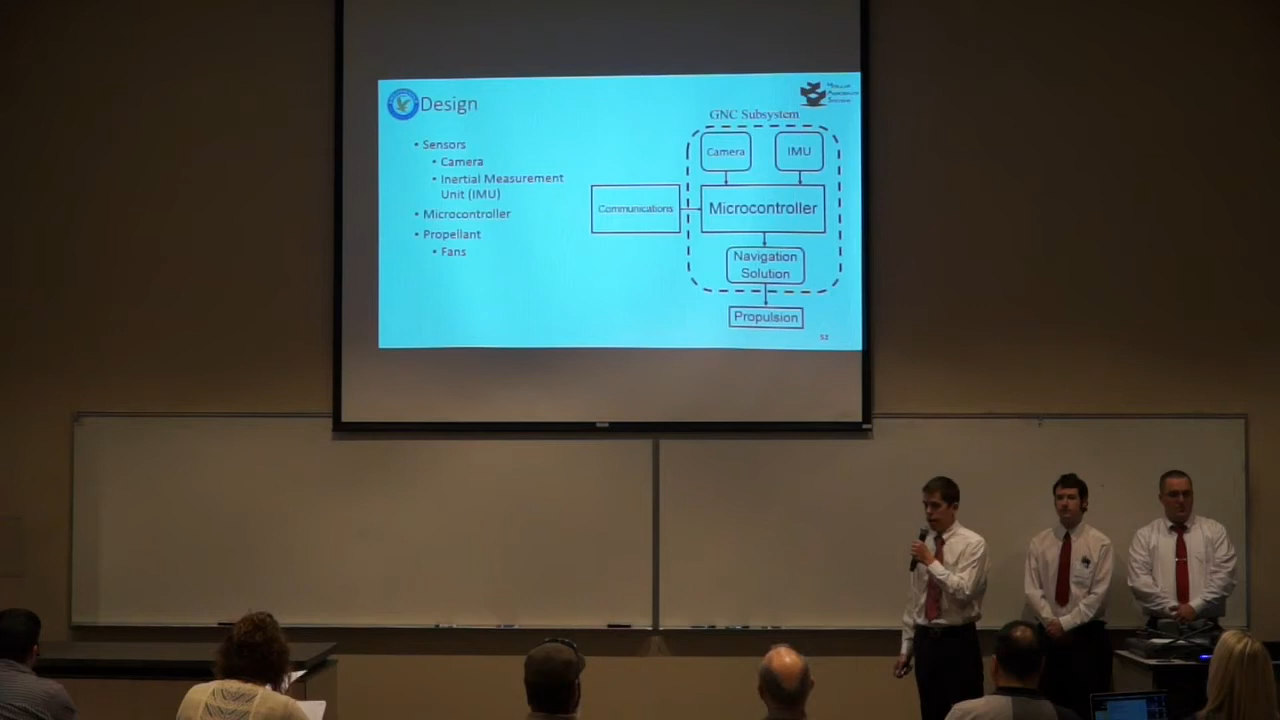 Design
• Sensors
• Camera
• Inertial Measurement
Unit (IMU)
• Microcontroller
• Propellant
• Fans
GNC Subsystem
Camera
IMU
Communications
Microcontroller
Navigation
Solution
Propulsion
52